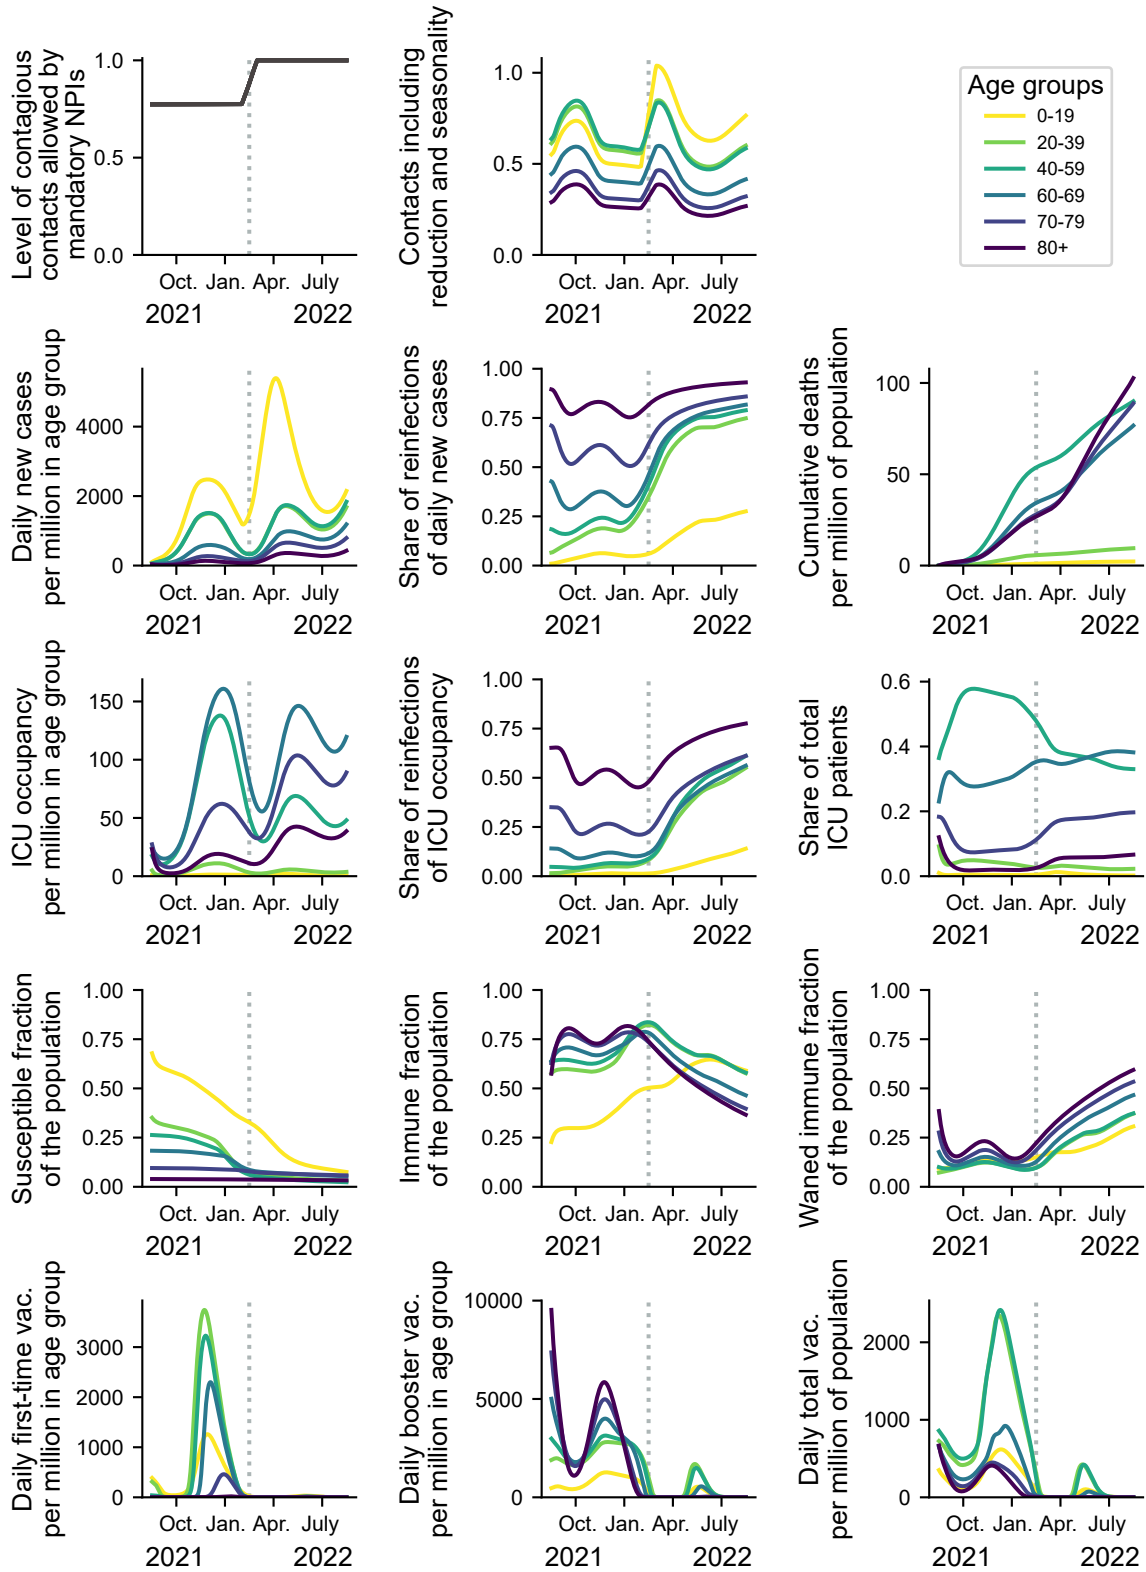 Level of contagious
contacts allowed by
mandatory NPIs
1.0
0.5
0.0
Oct. Jan. Apr. July
2021 2022
Contacts including
reduction and seasonality
1.0
0.5
0.0
Oct. Jan. Apr. July
2021 2022
Age groups
0-19
20-39
40-59
60-69
70-79
80+
Daily new cases
per million in age group
4000
2000
0
Oct. Jan. Apr. July
2021 2022
Share of reinfections
of daily new cases
1.00
0.75
0.50
0.25
0.00
Oct. Jan. Apr. July
2021 2022
Cumulative deaths
per million of population
100
50
0
Oct. Jan. Apr. July
2021 2022
ICU occupancy
per million in age group
150
100
50
0
Oct. Jan. Apr. July
2021 2022
Share of reinfections
of ICU occupancy
1.00
0.75
0.50
0.25
0.00
Oct. Jan. Apr. July
2021 2022
Share of total
ICU patients
0.6
0.4
0.2
0.0
Oct. Jan. Apr. July
2021 2022
Susceptible fraction
of the population
1.00
0.75
0.50
0.25
0.00
Oct. Jan. Apr. July
2021 2022
Immune fraction
of the population
1.00
0.75
0.50
0.25
0.00
Oct. Jan. Apr. July
2021 2022
Waned immune fraction
of the population
1.00
0.75
0.50
0.25
0.00
Oct. Jan. Apr. July
2021 2022
Daily first-time vac.
per million in age group
3000
2000
1000
0
Oct. Jan. Apr. July
2021 2022
Daily booster vac.
per million in age group
10000
5000
0
Oct. Jan. Apr. July
2021 2022
Daily total vac.
per million of population
2000
1000
0
Oct. Jan. Apr. July
2021 2022